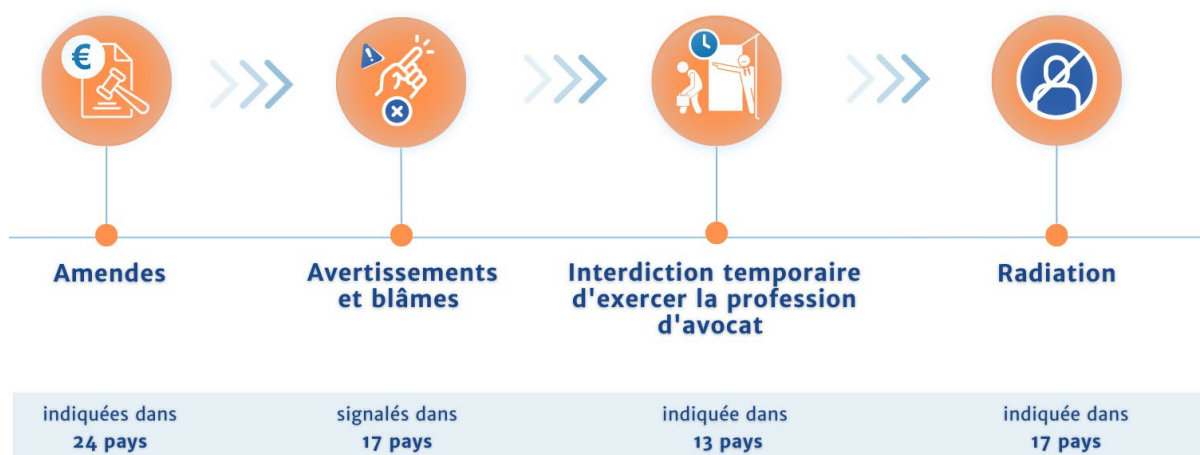 €
Amendes
Avertissements
et blâmes
Interdiction temporaire
d'exercer la profession
d'avocat
Radiation
indiquées dans
24 pays
signalés dans
17 pays
indiquée dans
13 pays
indiquée dans
17 pays